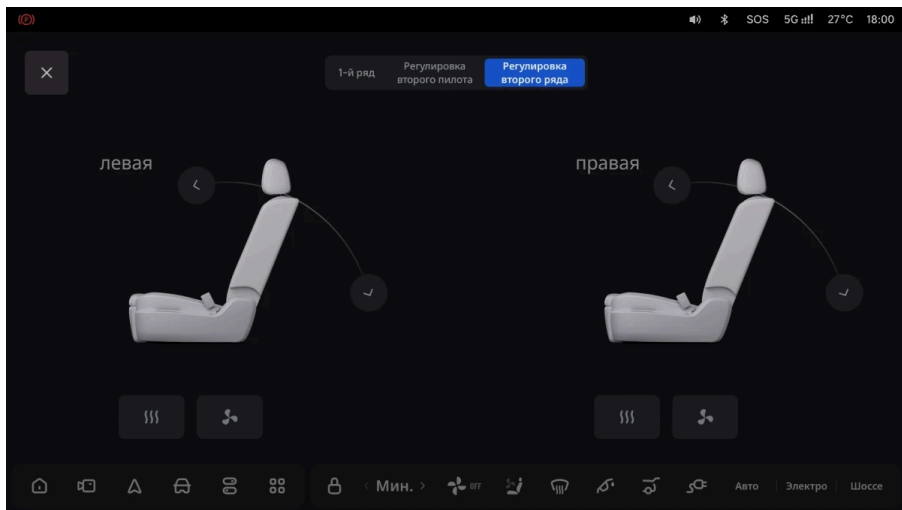 SOS 5G 27°C 18:00
1-й ряд
Регулировка
второго пилота
Регулировка
второго ряда
левая
правая
Мин. OFF Авто Электро Шоссе